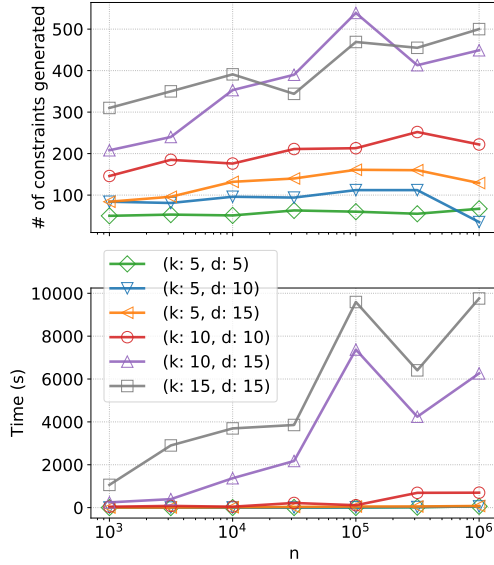 500
400
300
200
100
# of constraints generated
(k: 5, d: 5)
(k: 5, d: 10)
(k: 5, d: 15)
(k: 10, d: 10)
(k: 10, d: 15)
(k: 15, d: 15)
10000
8000
6000
4000
2000
0
Time (s)
10³ 10⁴ 10⁵ 10⁶
n